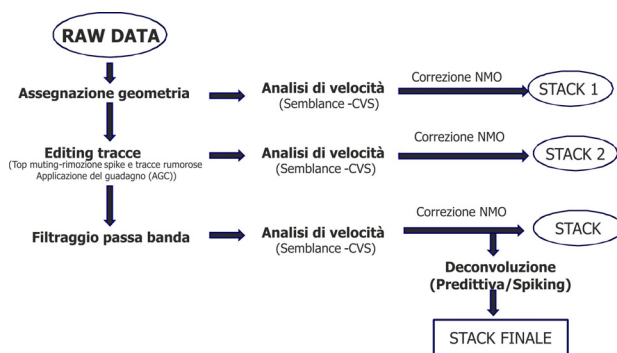 RAW DATA
Assegnazione geometria
Analisi di velocità
(Semblance -CVS)
Correzione NMO
STACK 1
Editing tracce
(Top muting-rimozione spike e tracce rumorose
Applicazione del guadagno (AGC))
Analisi di velocità
(Semblance -CVS)
Correzione NMO
STACK 2
Filtraggio passa banda
Analisi di velocità
(Semblance -CVS)
Correzione NMO
STACK
Deconvoluzione
(Predittiva/Spiking)
STACK FINALE